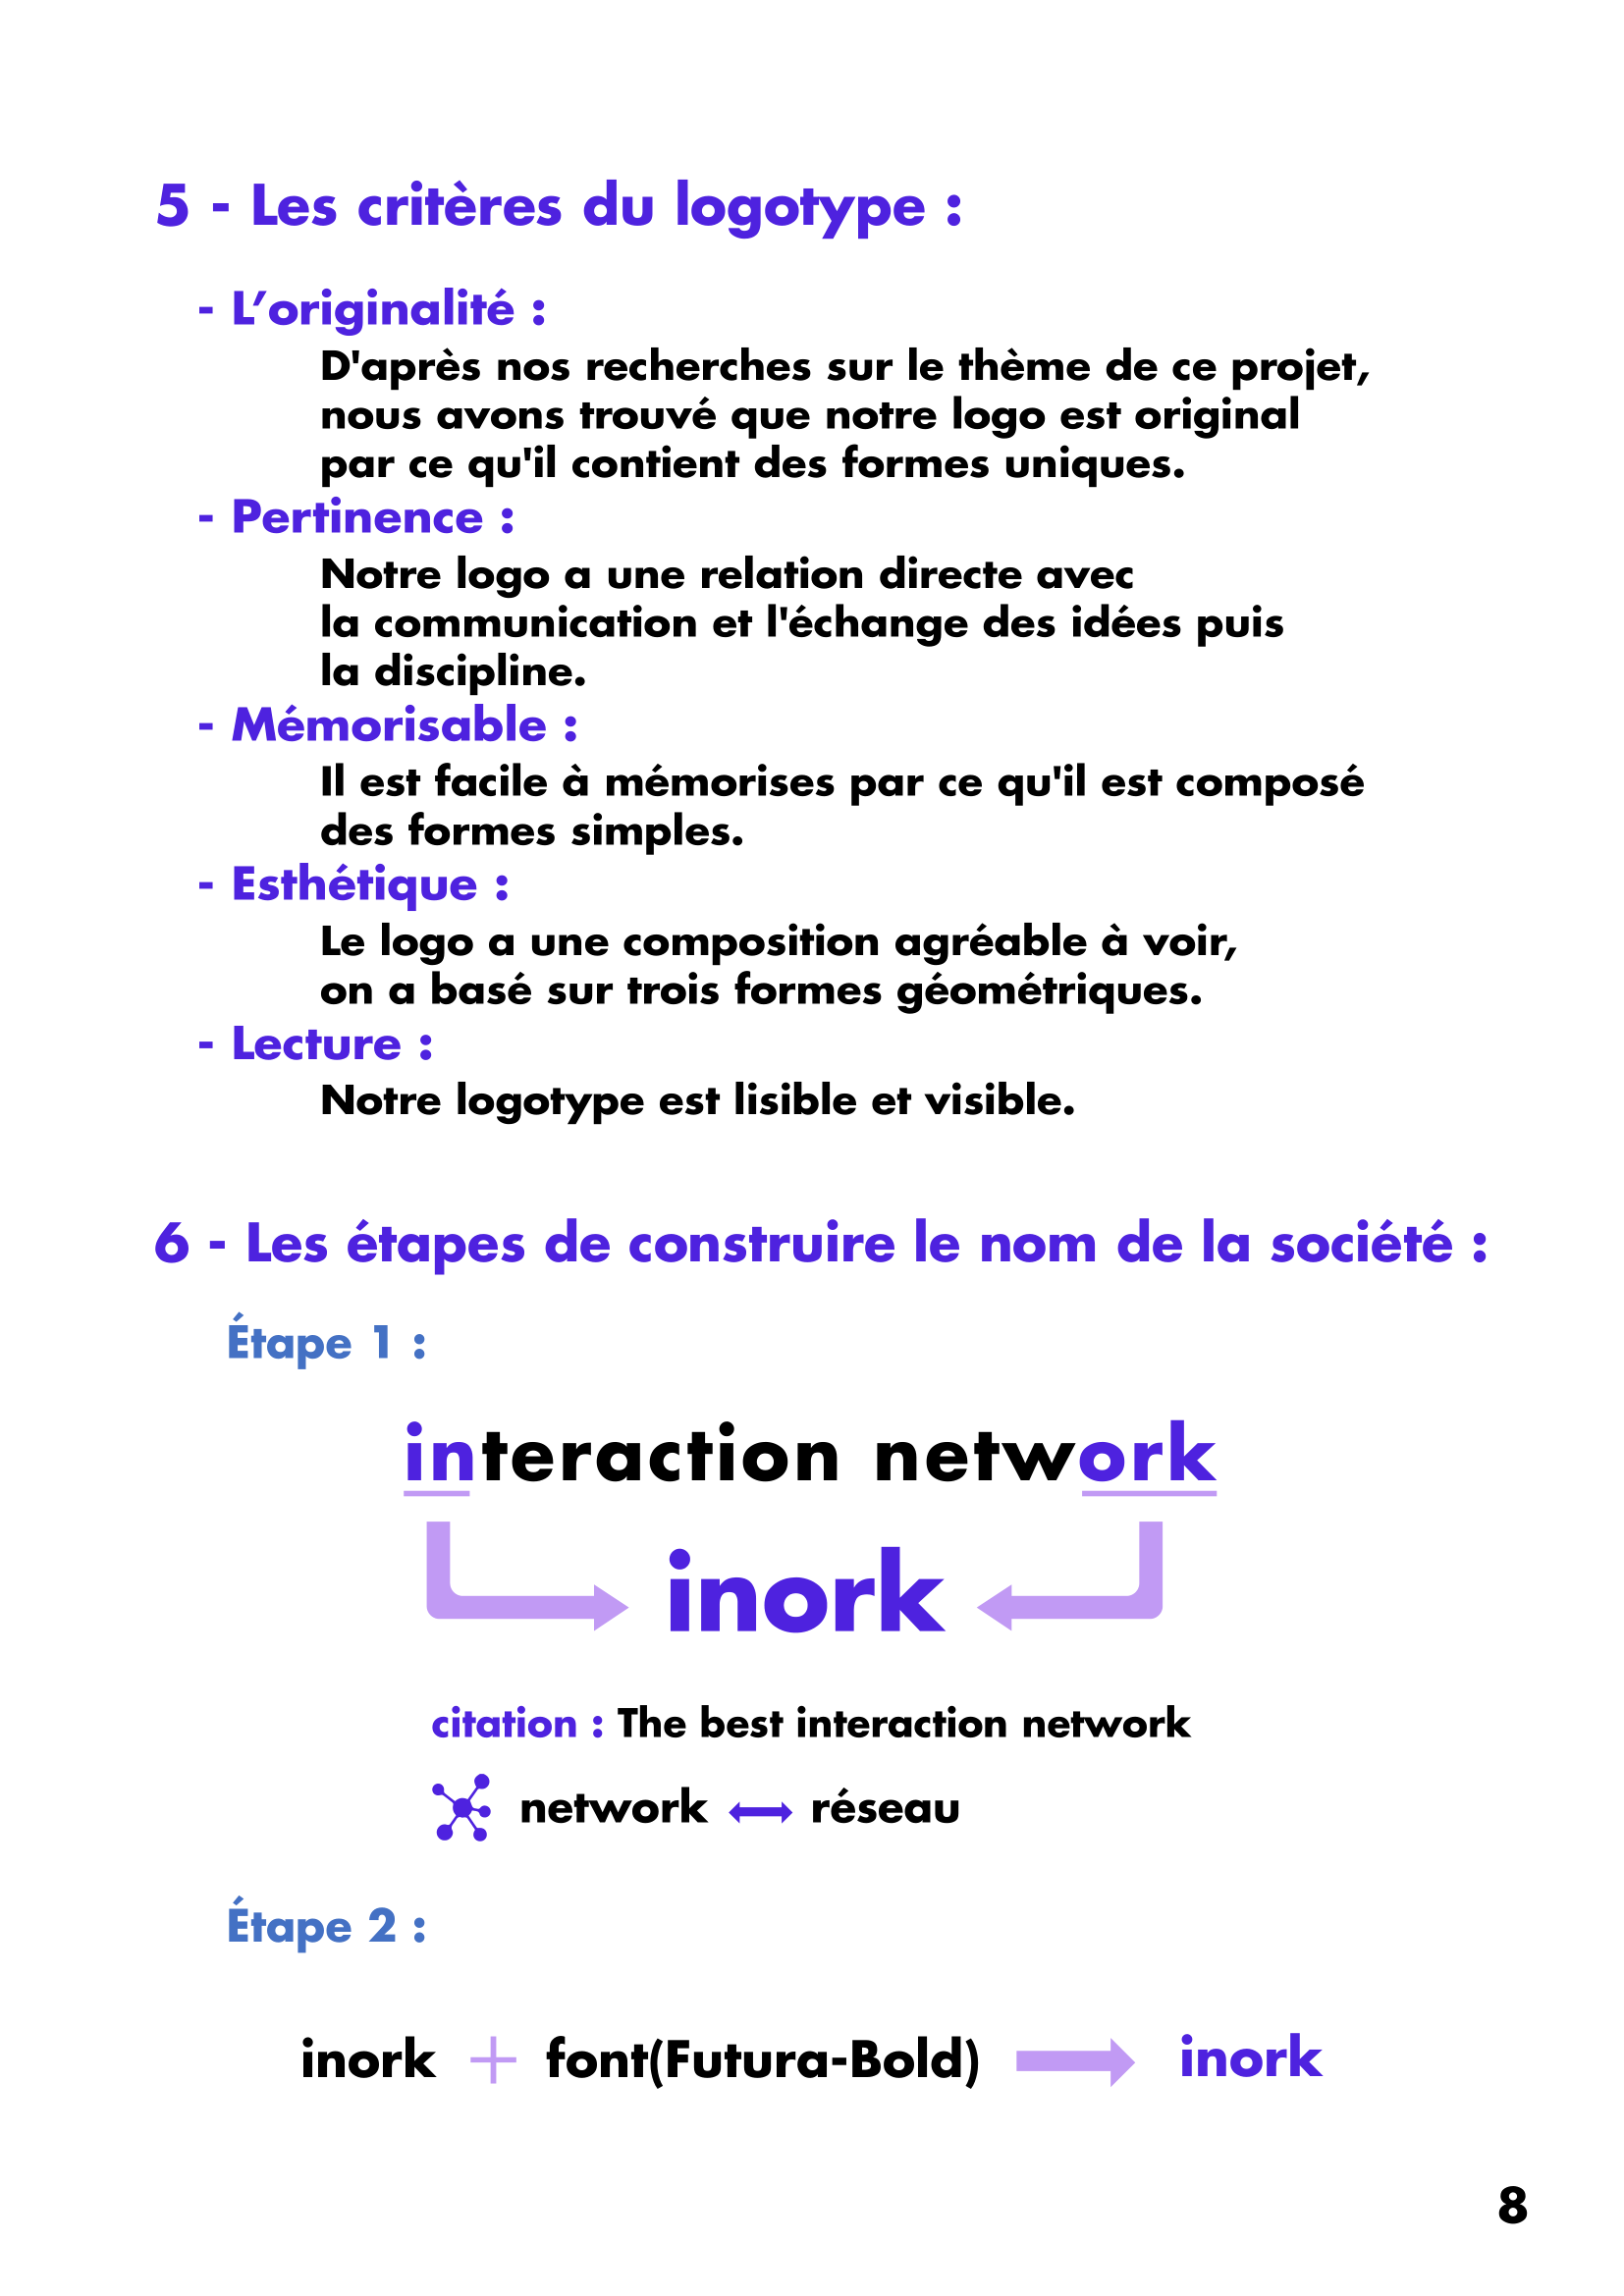 5 - Les critères du logotype :
- L’originalité :
D'après nos recherches sur le thème de ce projet,
nous avons trouvé que notre logo est original
par ce qu'il contient des formes uniques.
- Pertinence :
Notre logo a une relation directe avec
la communication et l'échange des idées puis
la discipline.
- Mémorisable :
Il est facile à mémorises par ce qu'il est composé
des formes simples.
- Esthétique :
Le logo a une composition agréable à voir,
on a basé sur trois formes géométriques.
- Lecture :
Notre logotype est lisible et visible.
6 - Les étapes de construire le nom de la société :
Étape 1 :
interaction network
inork
citation : The best interaction network
network réseau
Étape 2 :
inork + font(Futura-Bold) inork
8